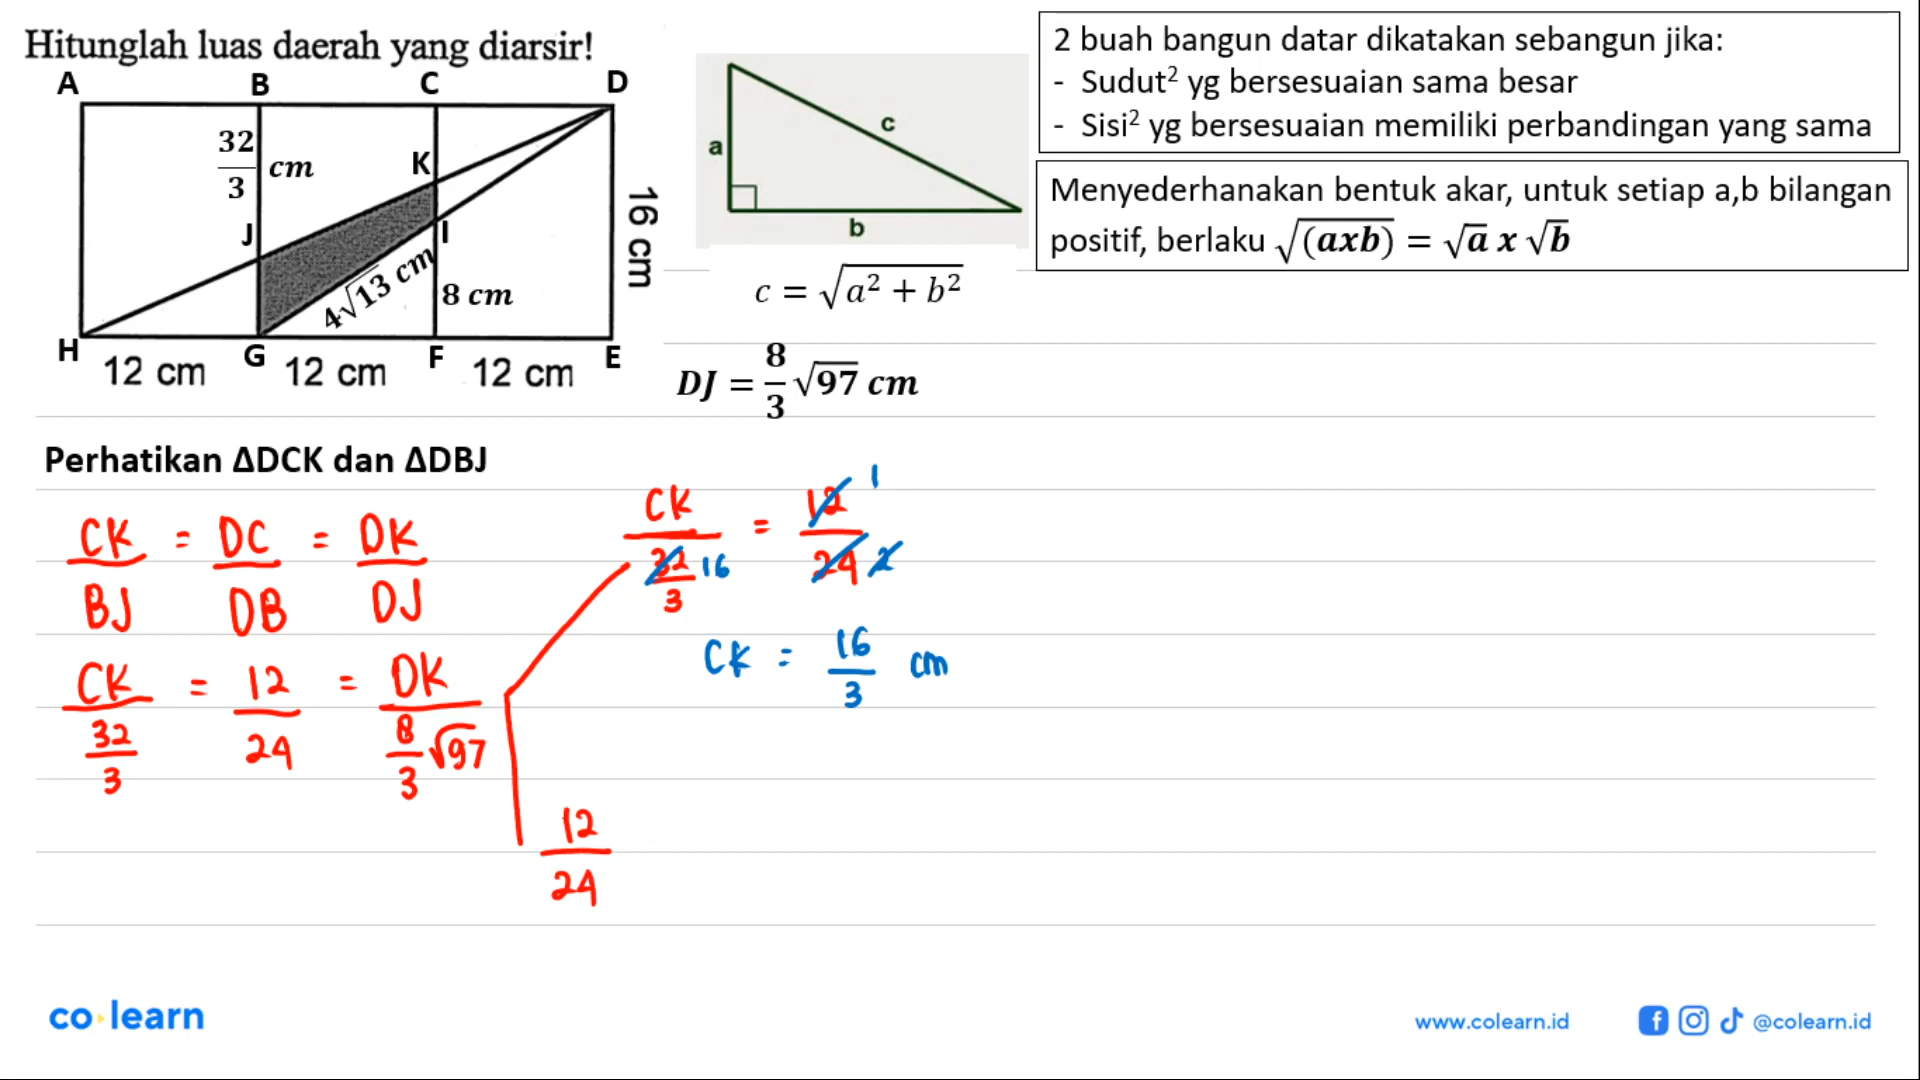 Hitunglah luas daerah yang diarsir!
A B C D
32/3 cm
K
J
I
4√13 cm
8 cm
16 cm
H G F E
12 cm 12 cm 12 cm
a
c
b
c = √(a² + b²)
DJ = 8/3 √97 cm
2 buah bangun datar dikatakan sebangun jika:
- Sudut² yg bersesuaian sama besar
- Sisi² yg bersesuaian memiliki perbandingan yang sama
Menyederhanakan bentuk akar, untuk setiap a,b bilangan
positif, berlaku √(axb) = √a x √b
Perhatikan ΔDCK dan ΔDBJ
CK/BJ = DC/DB = DK/DJ
CK/(32/3) = 12/24 = DK/(8/3 √97)
CK/(32/3) = 12/24
16 1 2
CK = 16/3 cm
12/24
co learn
www.colearn.id
@colearn.id